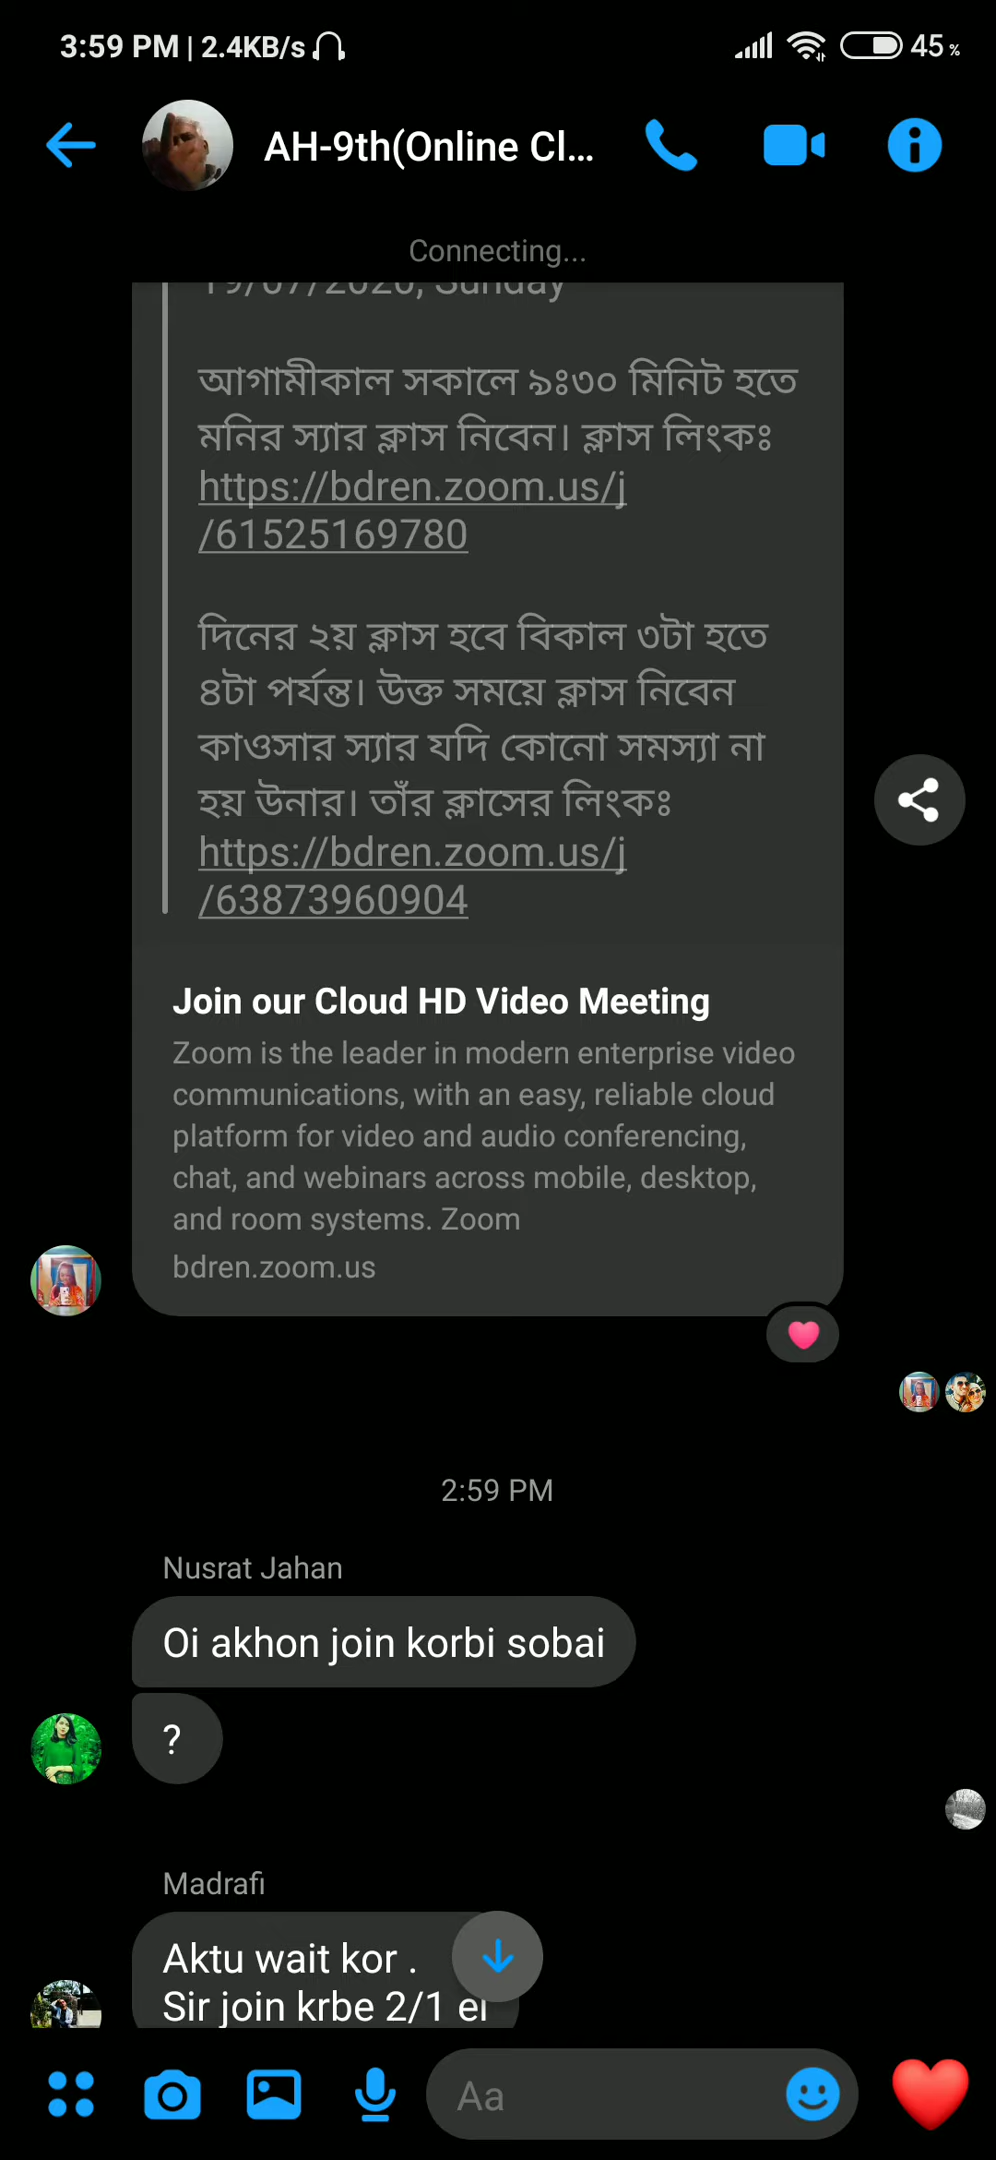 3:59 PM | 2.4KB/s
45 %
AH-9th(Online Cl...
Connecting...
19/07/2020, Sunday
আগামীকাল সকালে ৯ঃ৩০ মিনিট হতে
মনির স্যার ক্লাস নিবেন। ক্লাস লিংকঃ
https://bdren.zoom.us/j
/61525169780
দিনের ২য় ক্লাস হবে বিকাল ৩টা হতে
৪টা পর্যন্ত। উক্ত সময়ে ক্লাস নিবেন
কাওসার স্যার যদি কোনো সমস্যা না
হয় উনার। তাঁর ক্লাসের লিংকঃ
https://bdren.zoom.us/j
/63873960904
Join our Cloud HD Video Meeting
Zoom is the leader in modern enterprise video
communications, with an easy, reliable cloud
platform for video and audio conferencing,
chat, and webinars across mobile, desktop,
and room systems. Zoom
bdren.zoom.us
2:59 PM
Nusrat Jahan
Oi akhon join korbi sobai
?
Madrafi
Aktu wait kor .
Sir join krbe 2/1 er
Aa